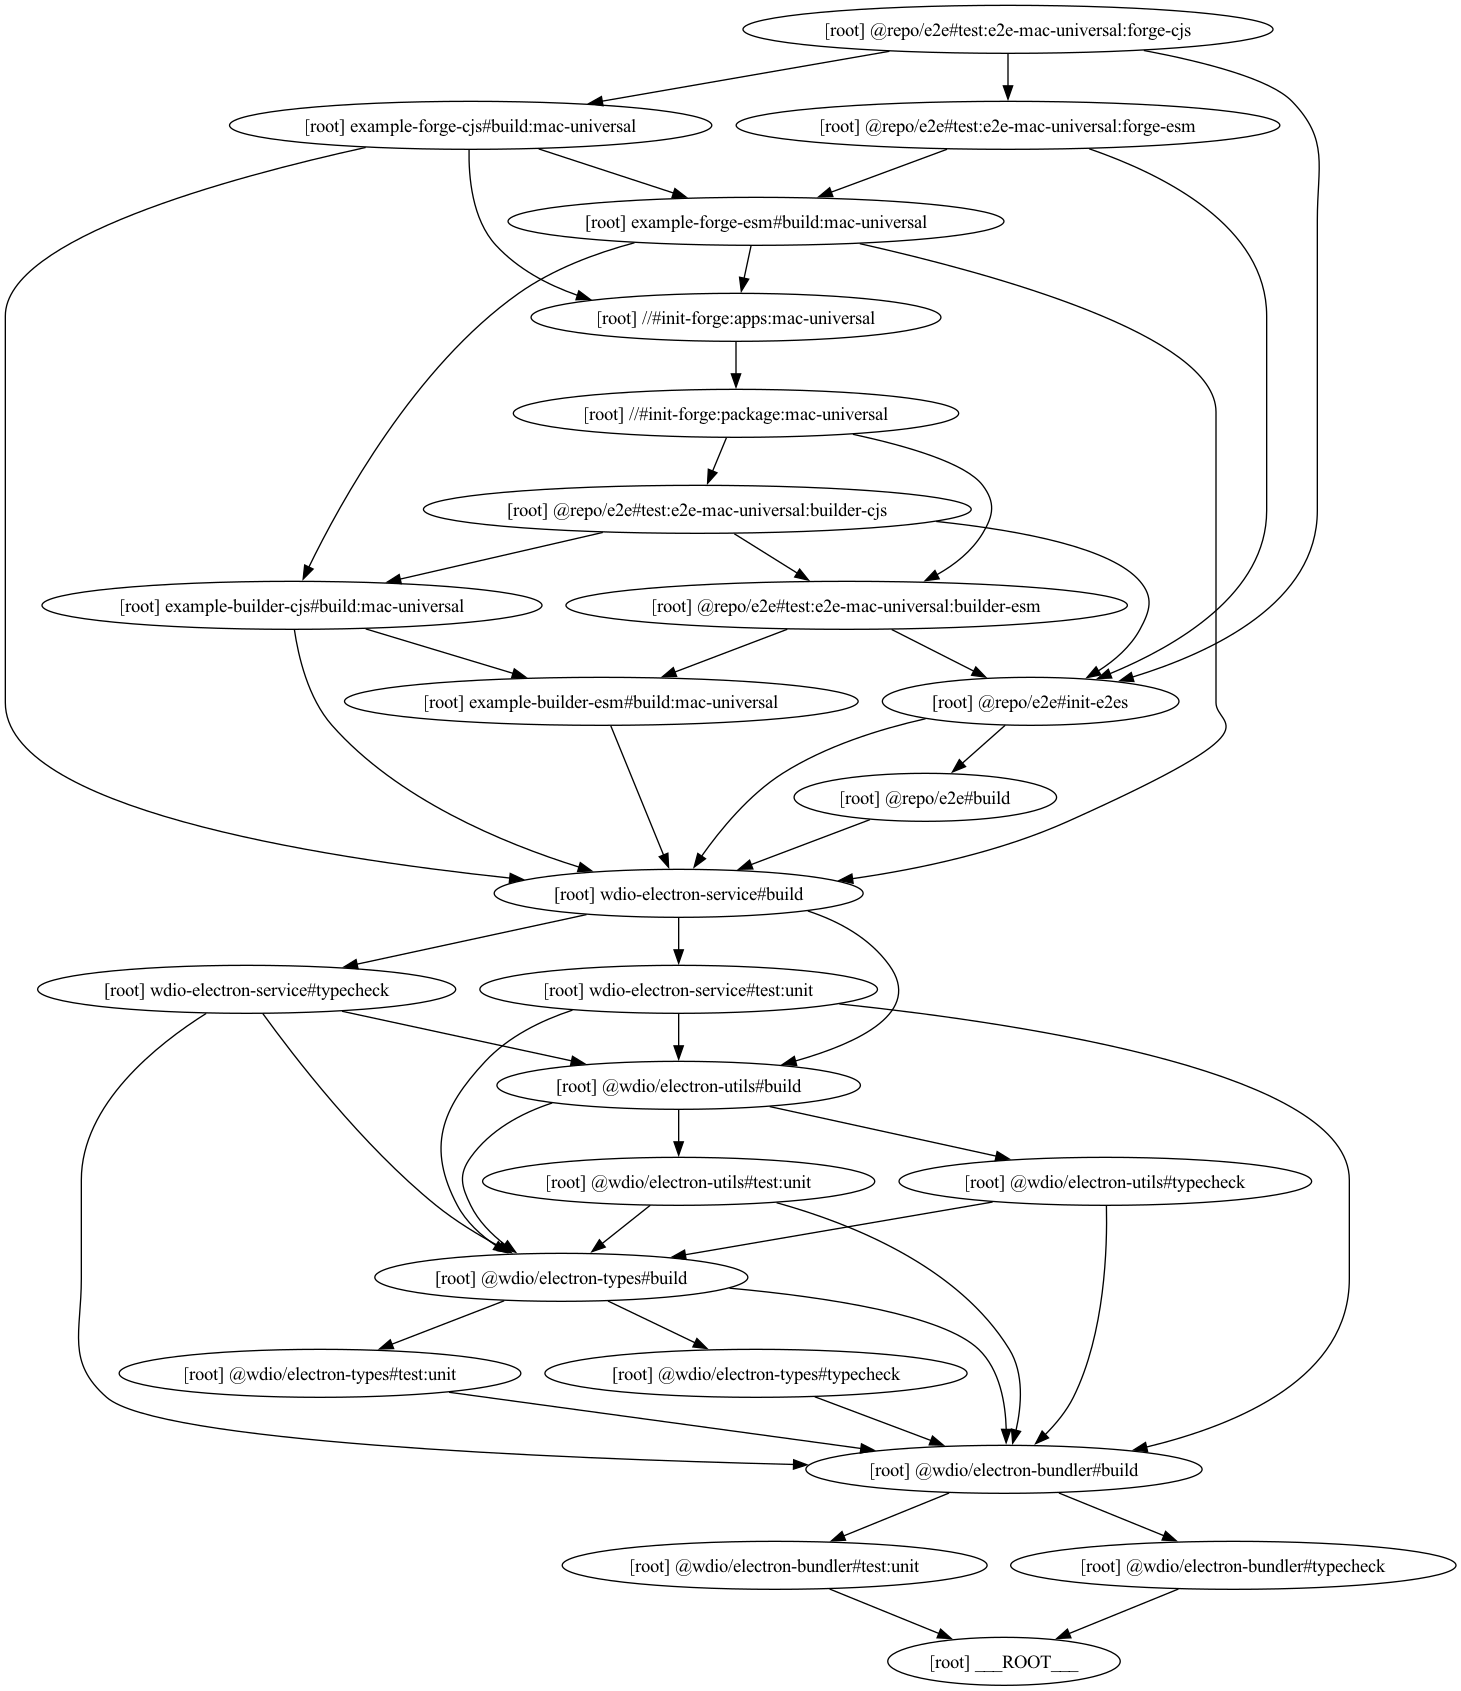 [root] @repo/e2e#test:e2e-mac-universal:forge-cjs
[root] example-forge-cjs#build:mac-universal
[root] @repo/e2e#test:e2e-mac-universal:forge-esm
[root] example-forge-esm#build:mac-universal
[root] //#init-forge:apps:mac-universal
[root] //#init-forge:package:mac-universal
[root] @repo/e2e#test:e2e-mac-universal:builder-cjs
[root] example-builder-cjs#build:mac-universal
[root] @repo/e2e#test:e2e-mac-universal:builder-esm
[root] example-builder-esm#build:mac-universal
[root] @repo/e2e#init-e2es
[root] @repo/e2e#build
[root] wdio-electron-service#build
[root] wdio-electron-service#typecheck
[root] wdio-electron-service#test:unit
[root] @wdio/electron-utils#build
[root] @wdio/electron-utils#test:unit
[root] @wdio/electron-utils#typecheck
[root] @wdio/electron-types#build
[root] @wdio/electron-types#test:unit
[root] @wdio/electron-types#typecheck
[root] @wdio/electron-bundler#build
[root] @wdio/electron-bundler#test:unit
[root] @wdio/electron-bundler#typecheck
[root] ___ROOT___